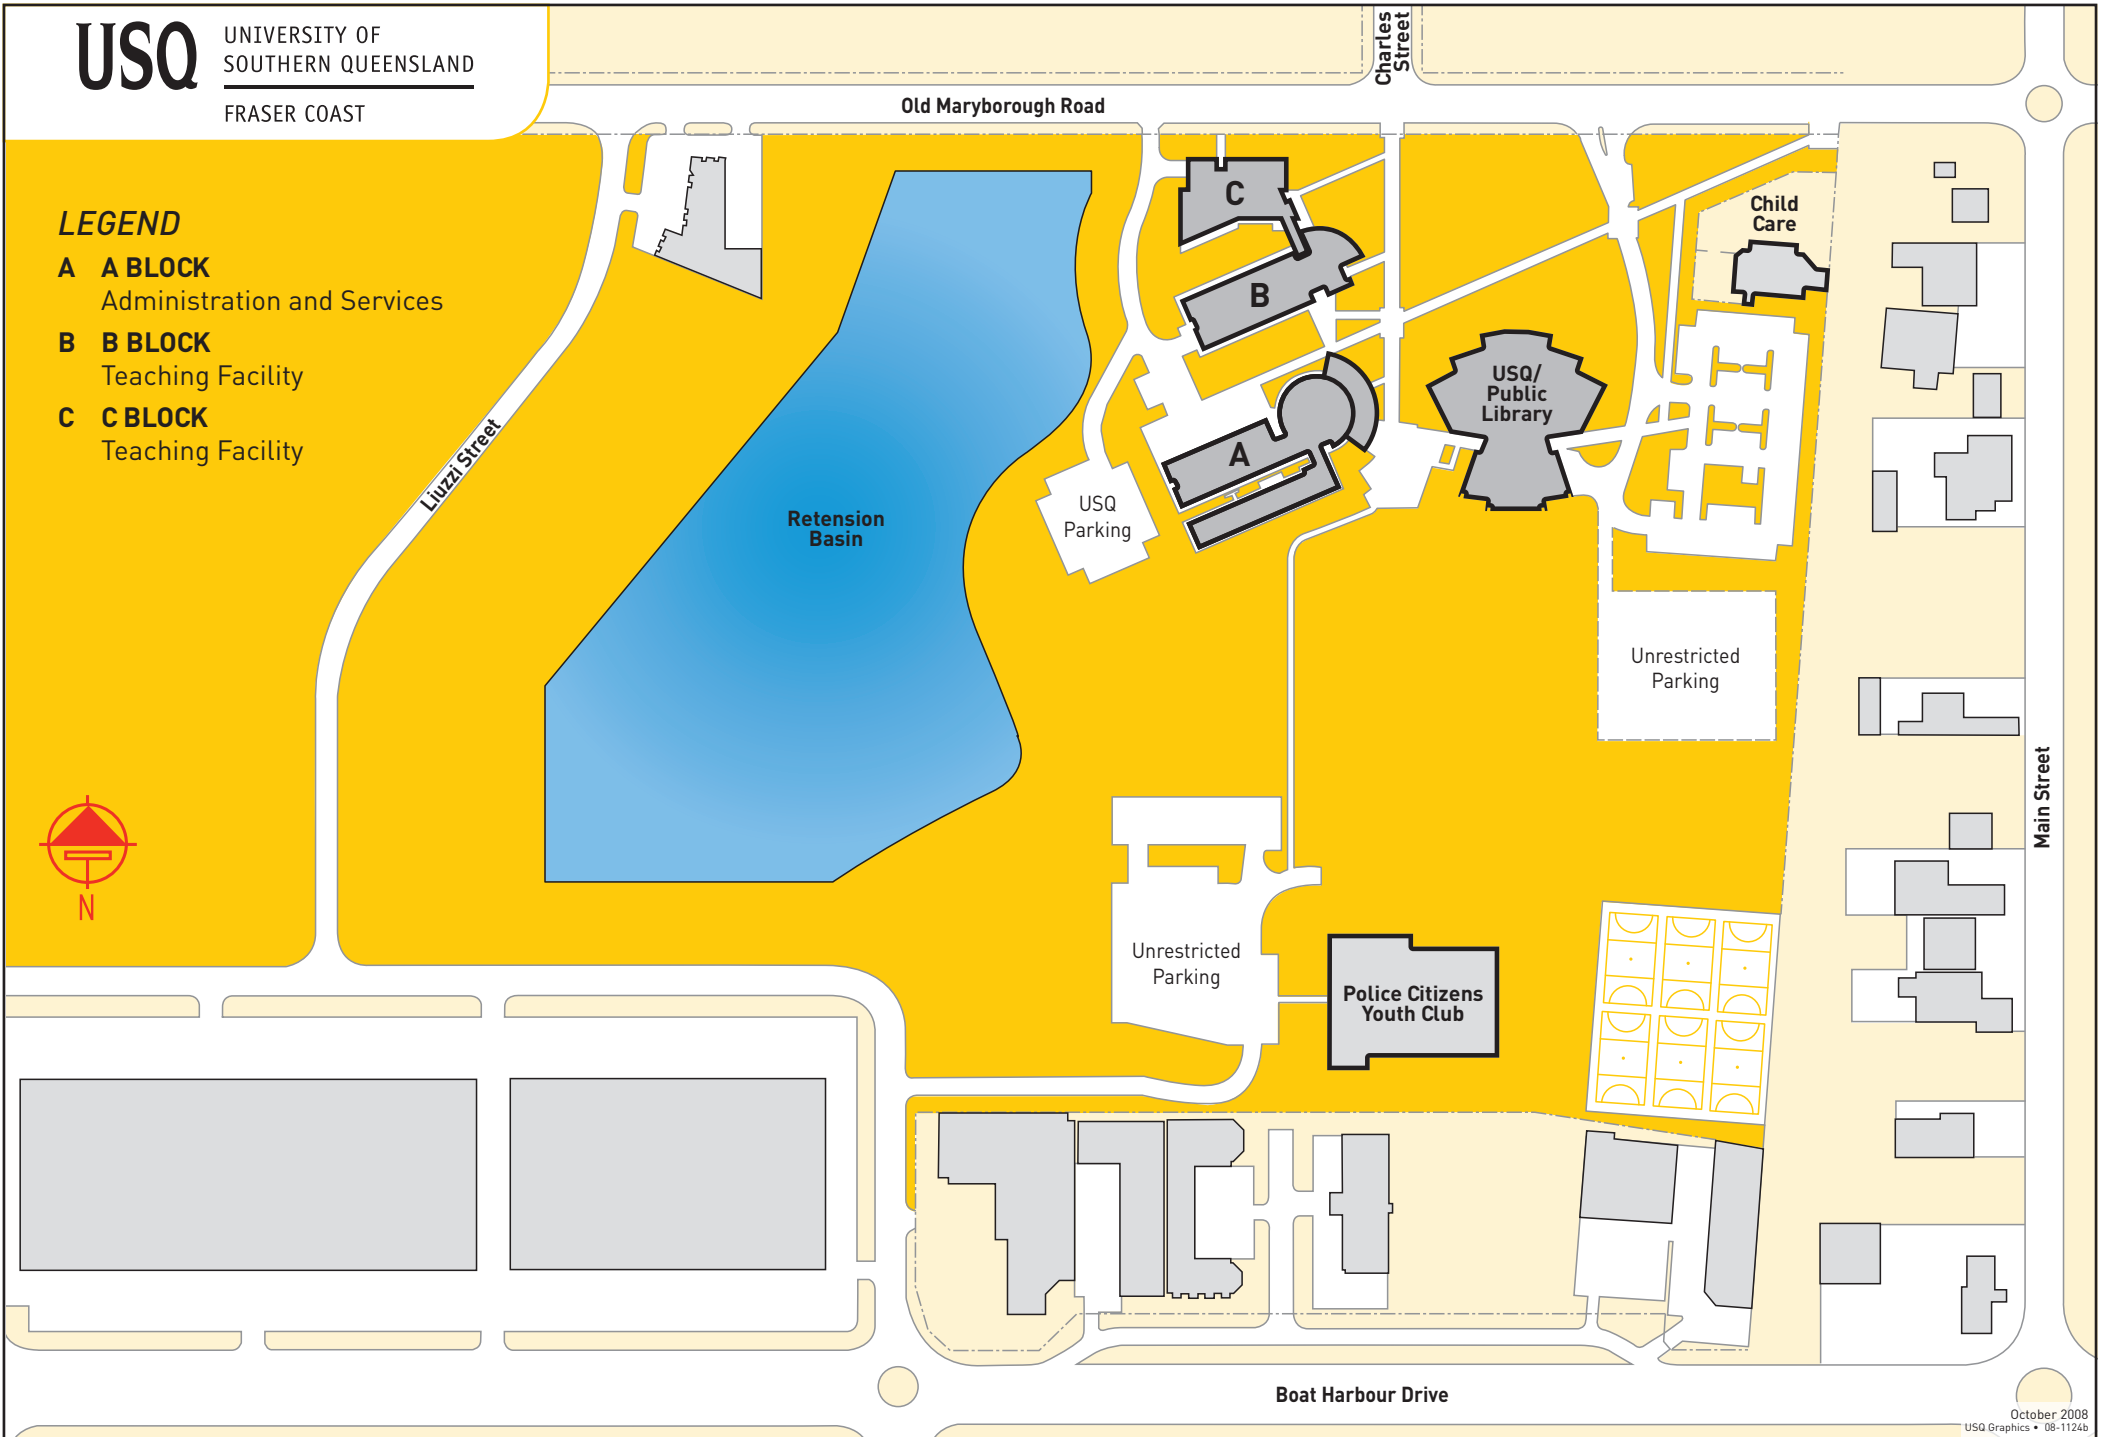 USQ
UNIVERSITY OF
SOUTHERN QUEENSLAND
FRASER COAST
Charles
Street
Old Maryborough Road
LEGEND
A A BLOCK
Administration and Services
B B BLOCK
Teaching Facility
C C BLOCK
Teaching Facility
C
B
A
Child
Care
USQ/
Public
Library
Liuzzi Street
Retension
Basin
USQ
Parking
Unrestricted
Parking
Main Street
N
Unrestricted
Parking
Police Citizens
Youth Club
Boat Harbour Drive
October 2008
USQ Graphics • 08-1124b